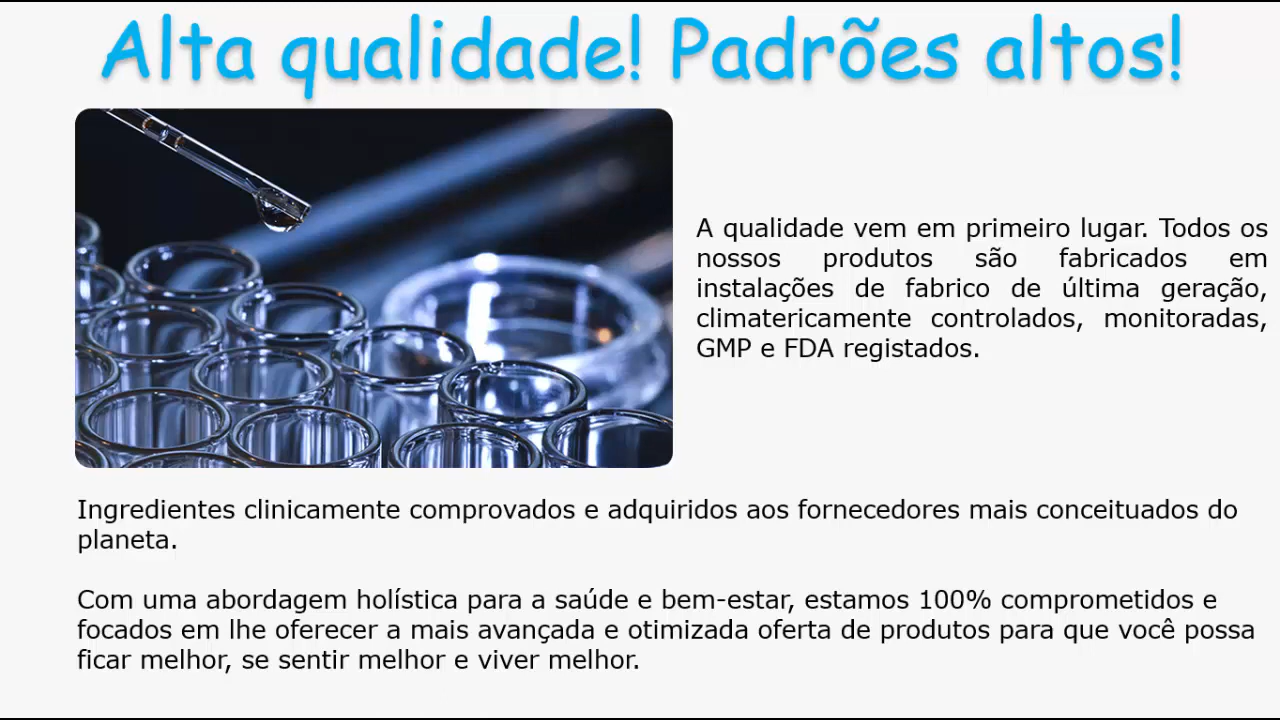 Alta qualidade! Padrões altos!
A qualidade vem em primeiro lugar. Todos os
nossos produtos são fabricados em
instalações de fabrico de última geração,
climatericamente controlados, monitoradas,
GMP e FDA registados.
Ingredientes clinicamente comprovados e adquiridos aos fornecedores mais conceituados do
planeta.
Com uma abordagem holística para a saúde e bem-estar, estamos 100% comprometidos e
focados em lhe oferecer a mais avançada e otimizada oferta de produtos para que você possa
ficar melhor, se sentir melhor e viver melhor.